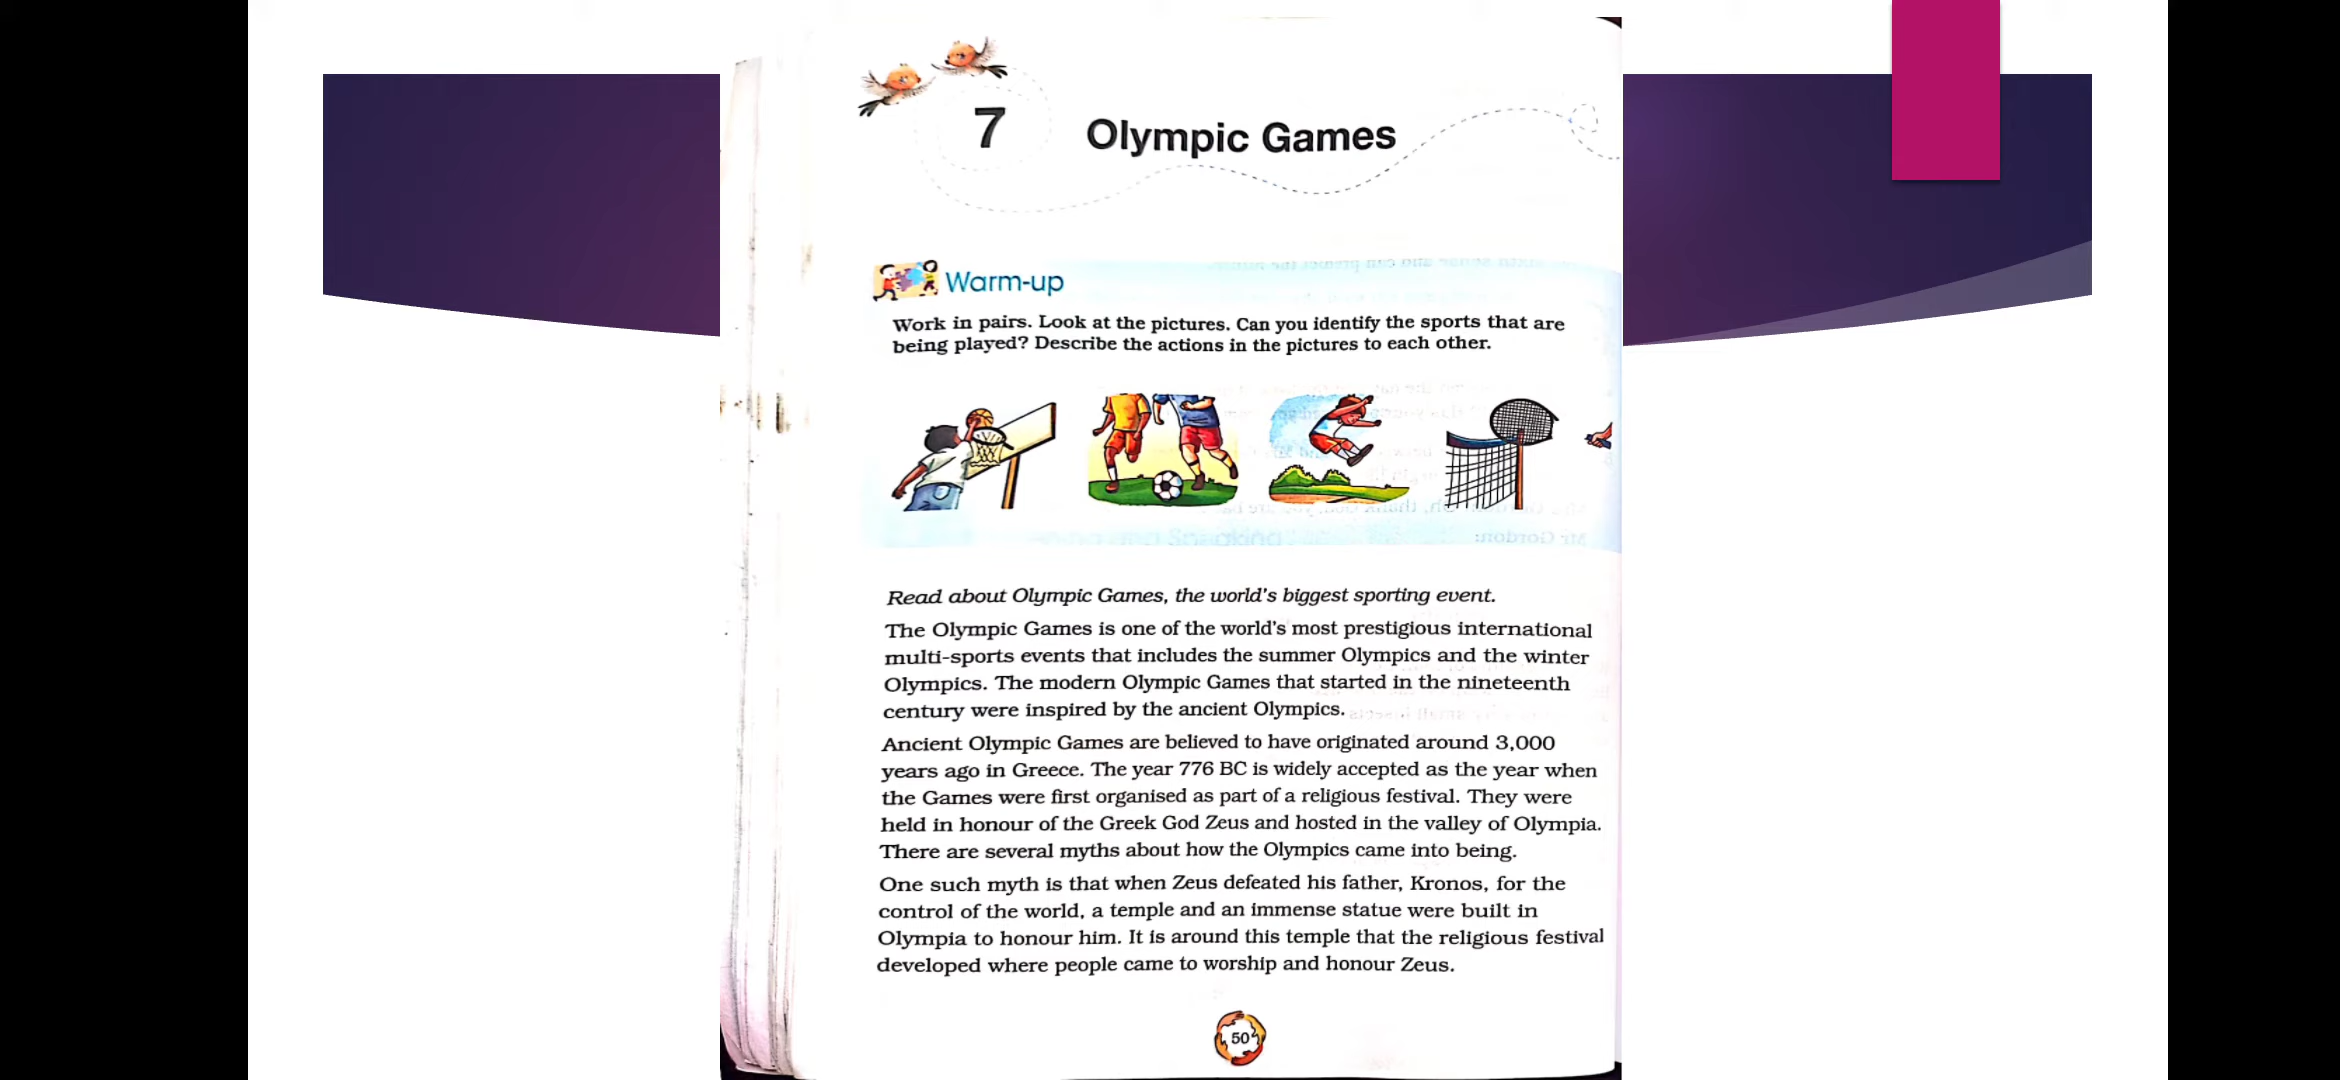 7 Olympic Games
Warm-up
Work in pairs. Look at the pictures. Can you identify the sports that are
being played? Describe the actions in the pictures to each other.
Read about Olympic Games, the world's biggest sporting event.
The Olympic Games is one of the world's most prestigious international
multi-sports events that includes the summer Olympics and the winter
Olympics. The modern Olympic Games that started in the nineteenth
century were inspired by the ancient Olympics.
Ancient Olympic Games are believed to have originated around 3,000
years ago in Greece. The year 776 BC is widely accepted as the year when
the Games were first organised as part of a religious festival. They were
held in honour of the Greek God Zeus and hosted in the valley of Olympia.
There are several myths about how the Olympics came into being.
One such myth is that when Zeus defeated his father, Kronos, for the
control of the world, a temple and an immense statue were built in
Olympia to honour him. It is around this temple that the religious festival
developed where people came to worship and honour Zeus.
50